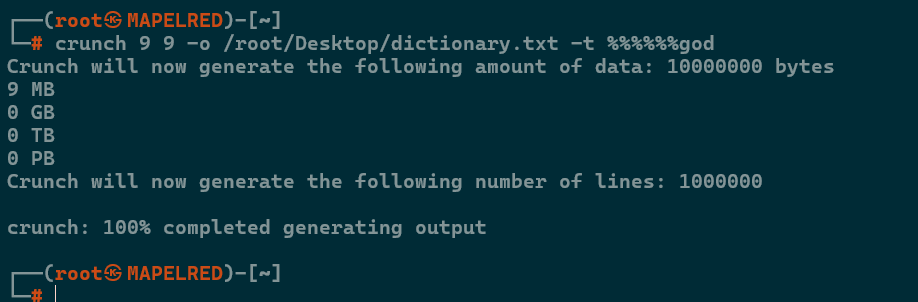 ┌──(root㉿MAPELRED)-[~]
└─# crunch 9 9 -o /root/Desktop/dictionary.txt -t %%%%%%god
Crunch will now generate the following amount of data: 10000000 bytes
9 MB
0 GB
0 TB
0 PB
Crunch will now generate the following number of lines: 1000000
crunch: 100% completed generating output
┌──(root㉿MAPELRED)-[~]
└─#